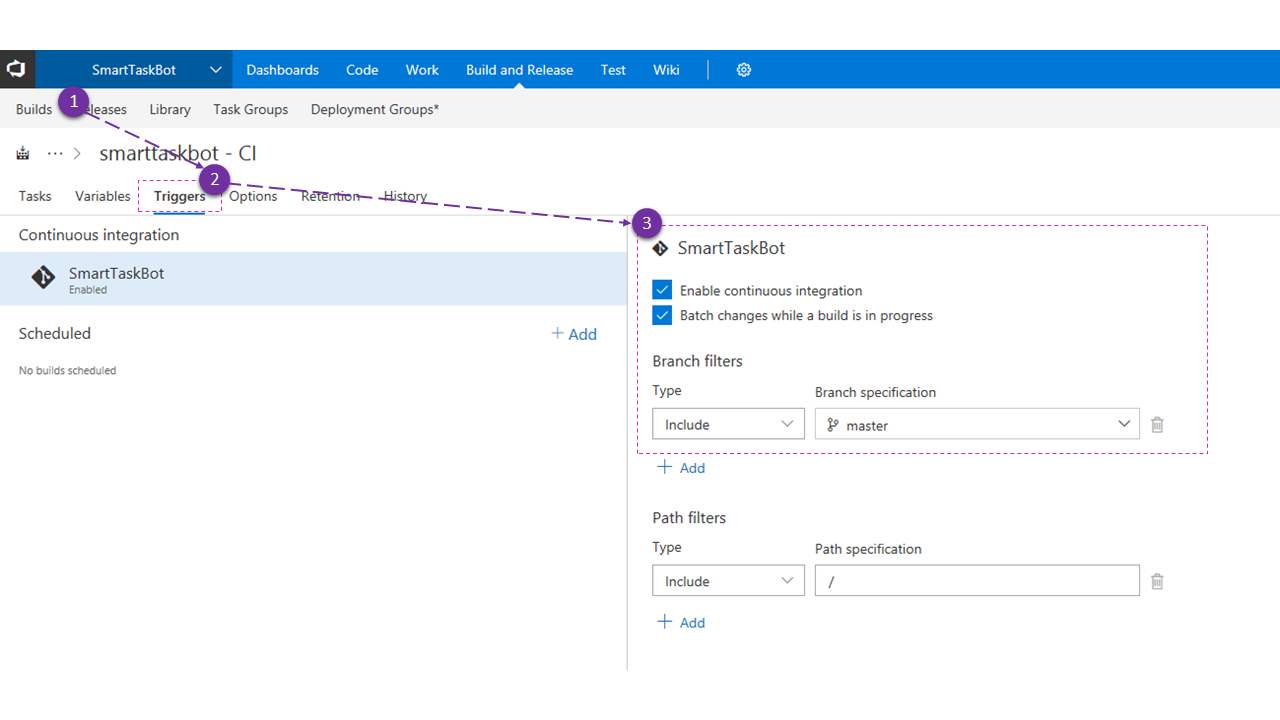 SmartTaskBot Dashboards Code Work Build and Release Test Wiki
Builds 1 eleases Library Task Groups Deployment Groups*
... smarttaskbot - CI
2
Tasks Variables Triggers Options Retention History
3
Continuous integration
SmartTaskBot
Enabled
Scheduled + Add
No builds scheduled
SmartTaskBot
Enable continuous integration
Batch changes while a build is in progress
Branch filters
Type Branch specification
Include master
+ Add
Path filters
Type Path specification
Include /
+ Add